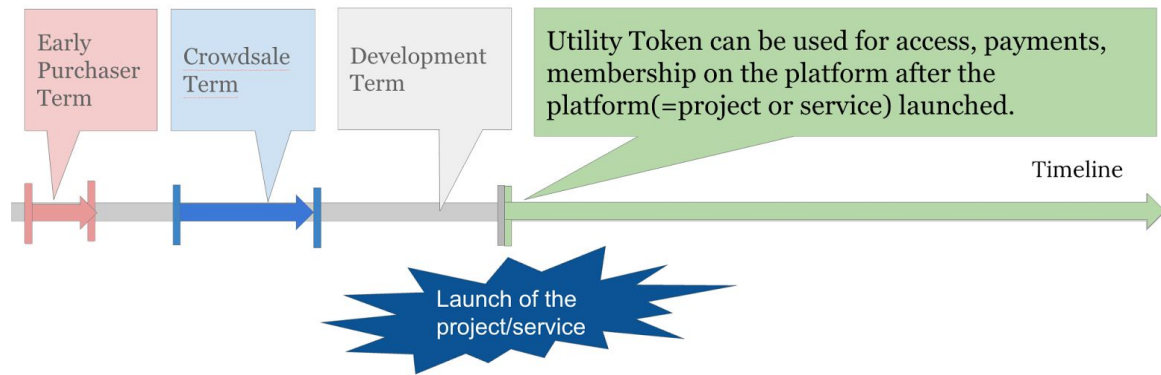 Early
Purchaser
Term
Crowdsale
Term
Development
Term
Utility Token can be used for access, payments,
membership on the platform after the
platform(=project or service) launched.
Timeline
Launch of the
project/service